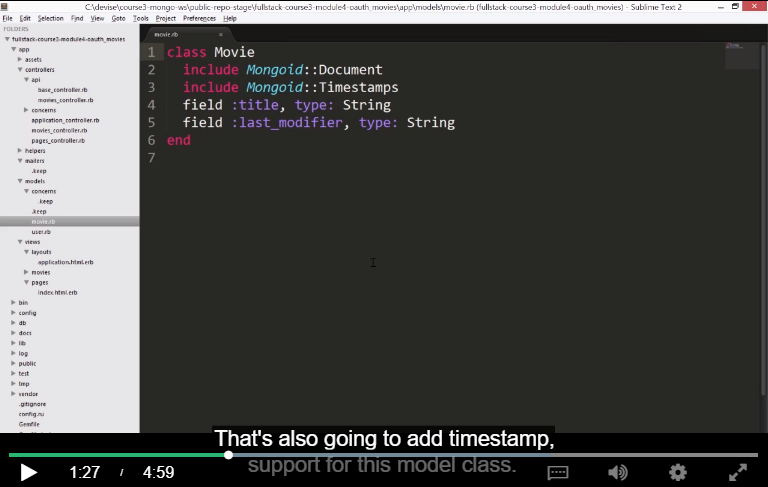 C:\devise\course3-mongo-ws\public-repo-stage\fullstack-course3-module4-oauth_movies\app\models\movie.rb (fullstack-course3-module4-oauth_movies) - Sublime Text 2
File Edit Selection Find View Goto Tools Project Preferences Help
FOLDERS
fullstack-course3-module4-oauth_movies
app
assets
controllers
api
base_controller.rb
movies_controller.rb
concerns
application_controller.rb
movies_controller.rb
pages_controller.rb
helpers
mailers
.keep
models
concerns
.keep
.keep
movie.rb
user.rb
views
layouts
application.html.erb
movies
pages
index.html.erb
bin
config
db
docs
lib
log
public
test
tmp
vendor
.gitignore
config.ru
Gemfile
movie.rb ×
1 class Movie
2 include Mongoid::Document
3 include Mongoid::Timestamps
4 field :title, type: String
5 field :last_modifier, type: String
6 end
7
That's also going to add timestamp,
support for this model class.
1:27 / 4:59